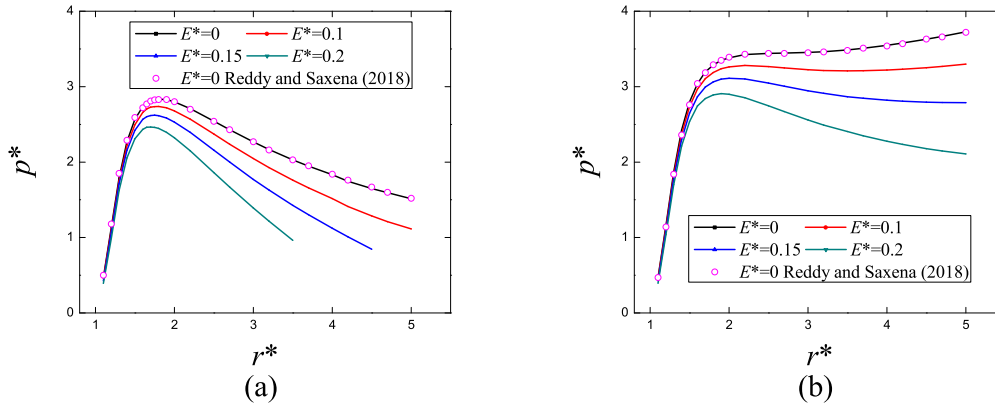 4
3
2
1
0
p*
E*=0
E*=0.1
E*=0.15
E*=0.2
E*=0 Reddy and Saxena (2018)
1 2 3 4 5
r*
(a)
4
3
2
1
0
p*
E*=0
E*=0.1
E*=0.15
E*=0.2
E*=0 Reddy and Saxena (2018)
1 2 3 4 5
r*
(b)